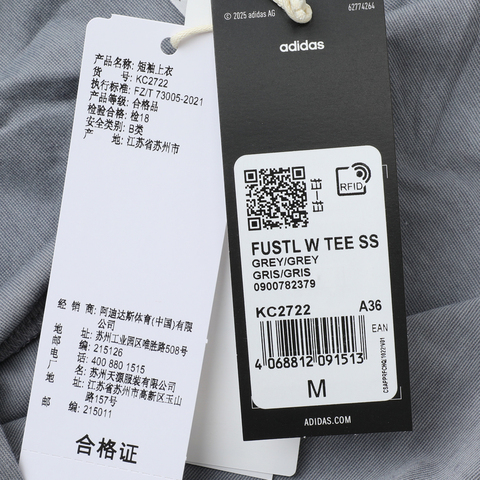 产品名称: 短袖上衣
货 号: KC2722
执行标准: FZ/T 73005-2021
产品等级: 合格品
检验合格: 检18
安全类别: B类
产 地: 江苏省苏州市
经 销 商: 阿迪达斯体育(中国)有限
公司
地 址: 苏州工业园区唯胜路508号
邮 编: 215126
电 话: 400 880 1515
厂 名: 苏州天源服装有限公司
地 址: 江苏省苏州市高新区玉山
路157号
邮 编: 215011
合格证
© 2025 adidas AG
62774264
adidas
RFID
FUSTL W TEE SS
GREY/GREY
GRIS/GRIS
0900782379
KC2722 A36
EAN
4 068812 091513
M
ADIDAS.COM